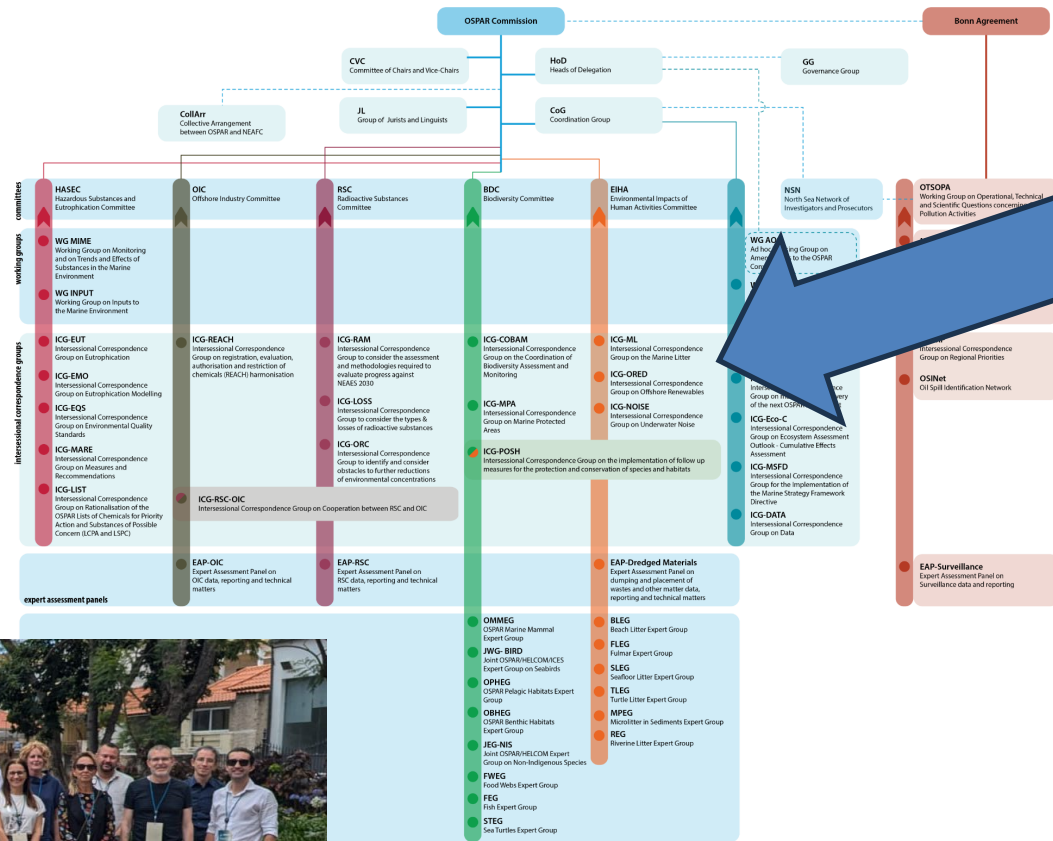 OSPAR Commission
Bonn Agreement
CVC
Committee of Chairs and Vice-Chairs
HoD
Heads of Delegation
GG
Governance Group
CollArr
Collective Arrangement
between OSPAR and NEAFC
JL
Group of Jurists and Linguists
CoG
Coordination Group
committees
HASEC
Hazardous Substances and
Eutrophication Committee
OIC
Offshore Industry Committee
RSC
Radioactive Substances
Committee
BDC
Biodiversity Committee
EIHA
Environmental Impacts of
Human Activities Committee
NSN
North Sea Network of
Investigators and Prosecutors
OTSOPA
Working Group on Operational, Technical
and Scientific Questions
Pollution Activities
working groups
WG MIME
Working Group on Monitoring
and on Trends and Effects of
Substances in the Marine
Environment
WG INPUT
Working Group on Inputs to
the Marine Environment
WG
Ad hoc
Group on
to the OSPAR
intersessional correspondence groups
ICG-EUT
Intersessional Correspondence
Group on Eutrophication
ICG-EMO
Intersessional Correspondence
Group on Eutrophication Modelling
ICG-EQS
Intersessional Correspondence
Group on Environmental Quality
Standards
ICG-MARE
Intersessional Correspondence
Group on Measures and
Reccommendations
ICG-LIST
Intersessional Correspondence
Group on Rationalisation of the
OSPAR Lists of Chemicals for Priority
Action and Substances of Possible
Concern (LCPA and LSPC)
ICG-REACH
Intersessional Correspondence
Group on registration, evaluation,
authorisation and restriction of
chemicals (REACH) harmonisation
ICG-RAM
Intersessional Correspondence
Group to consider the assessment
and methodologies required to
evaluate progress against
NEAES 2030
ICG-LOSS
Intersessional Correspondence
Group to consider the types &
losses of radioactive substances
ICG-ORC
Intersessional Correspondence
Group to identify and consider
obstacles to further reductions
of environmental concentrations
ICG-RSC-OIC
Intersessional Correspondence Group on Cooperation between RSC and OIC
ICG-COBAM
Intersessional Correspondence
Group on the Coordination of
Biodiversity Assessment and
Monitoring
ICG-MPA
Intersessional Correspondence
Group on Marine Protected
Areas
ICG-POSH
Intersessional Correspondence Group on the implementation of follow up
measures for the protection and conservation of species and habitats
ICG-ML
Intersessional Correspondence
Group on the Marine Litter
ICG-ORED
Intersessional Correspondence
Group on Offshore Renewables
ICG-NOISE
Intersessional Correspondence
Group on Underwater Noise
Group on
of the next
ICG-Eco-C
Intersessional Correspondence
Group on Ecosystem Assessment
Outlook - Cumulative Effects
Assessment
ICG-MSFD
Intersessional Correspondence
Group for the implementation of
the Marine Strategy Framework
Directive
ICG-DATA
Intersessional Correspondence
Group on Data
Intersessional Correspondence
Group on Regional Priorities
OSINet
Oil Spill Identification Network
expert assessment panels
EAP-OIC
Expert Assessment Panel on
OIC data, reporting and technical
matters
EAP-RSC
Expert Assessment Panel on
RSC data, reporting and technical
matters
EAP-Dredged Materials
Expert Assessment Panel on
dumping and placement of
wastes and other matter data,
reporting and technical matters
EAP-Surveillance
Expert Assessment Panel on
Surveillance data and reporting
OMMEG
OSPAR Marine Mammal
Expert Group
JWG- BIRD
Joint OSPAR/HELCOM/ICES
Expert Group on Seabirds
OPHEG
OSPAR Pelagic Habitats Expert
Group
OBHEG
OSPAR Benthic Habitats
Expert Group
JEG-NIS
Joint OSPAR/HELCOM Expert
Group on Non-Indigenous Species
FWEG
Food Webs Expert Group
FEG
Fish Expert Group
STEG
Sea Turtles Expert Group
BLEG
Beach Litter Expert Group
FLEG
Fulmar Expert Group
SLEG
Seafloor Litter Expert Group
TLEG
Turtle Litter Expert Group
MPEG
Microlitter in Sediments Expert Group
REG
Riverine Litter Expert Group